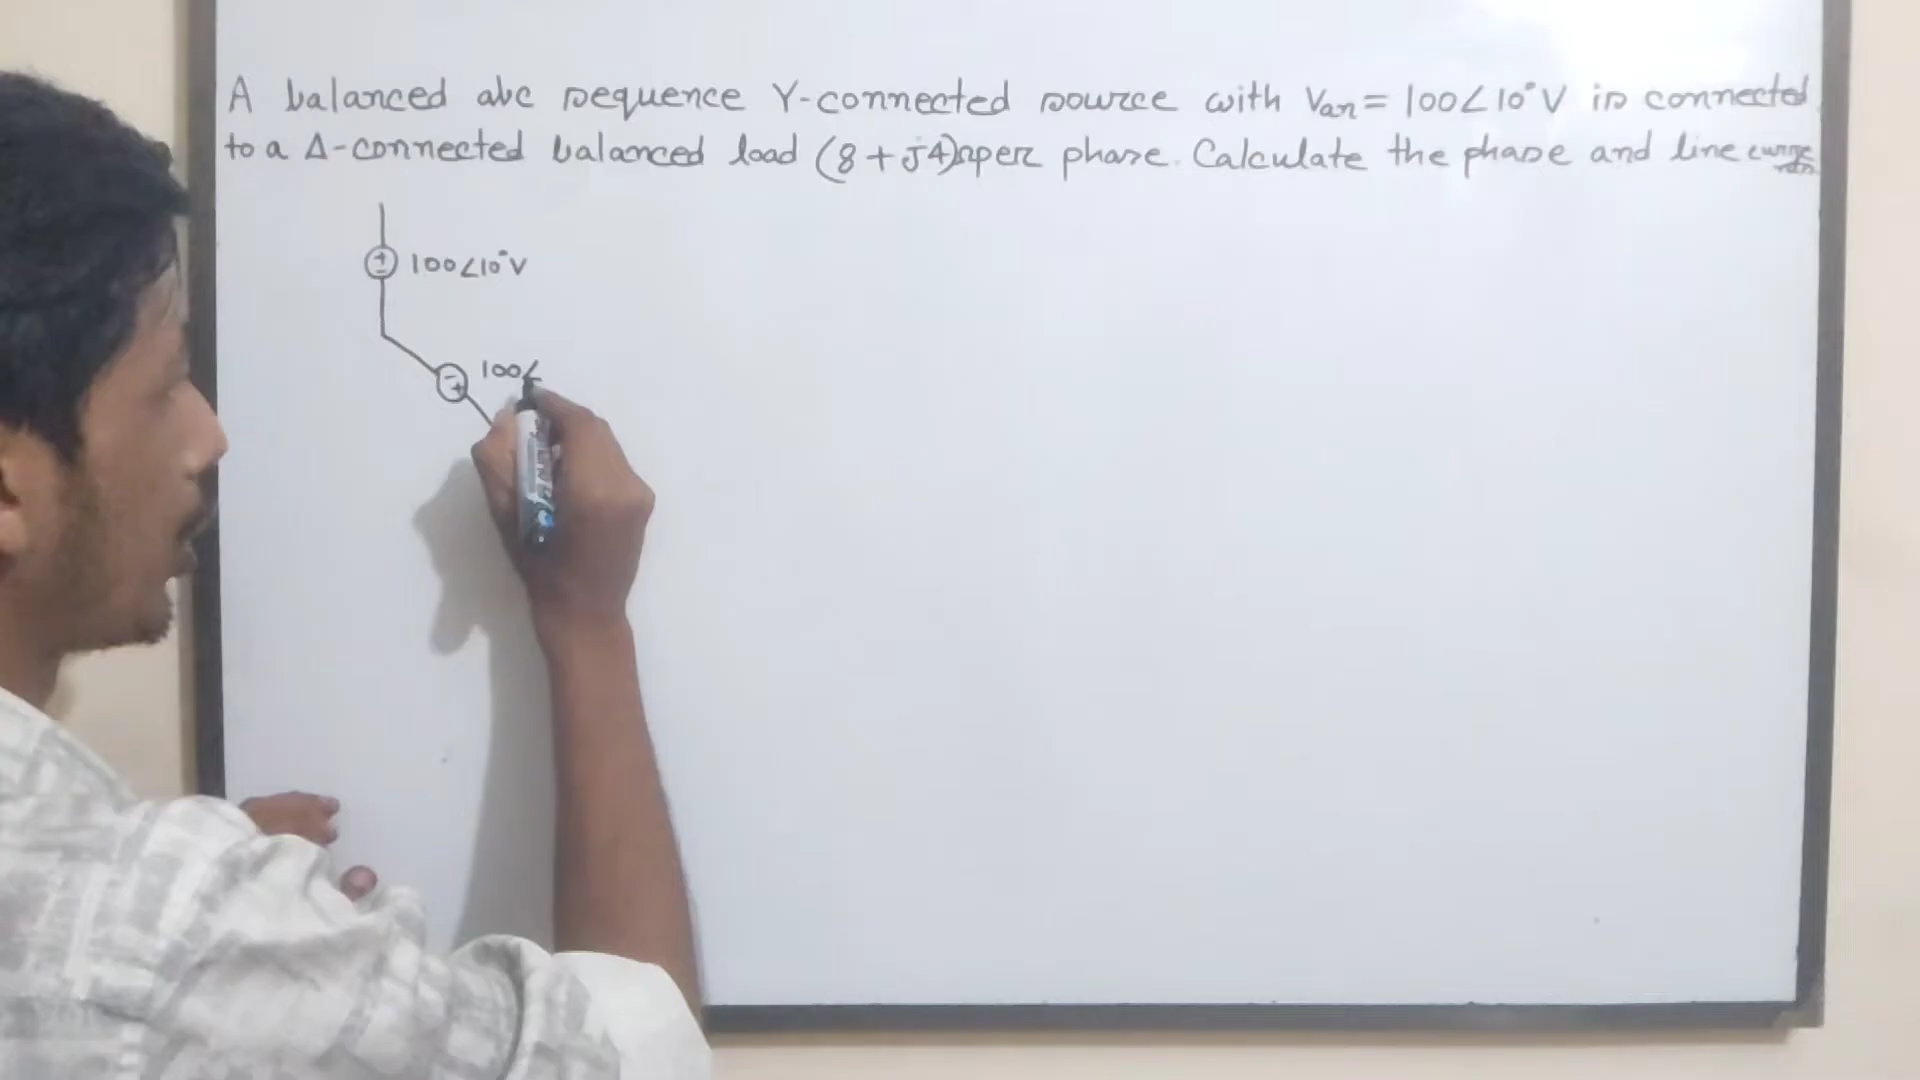 A balanced abc sequence Y-connected source with Van = 100∠10° V is connected
to a Δ-connected balanced load (8 + j4)Ω per phase. Calculate the phase and line
100∠10° V
100∠